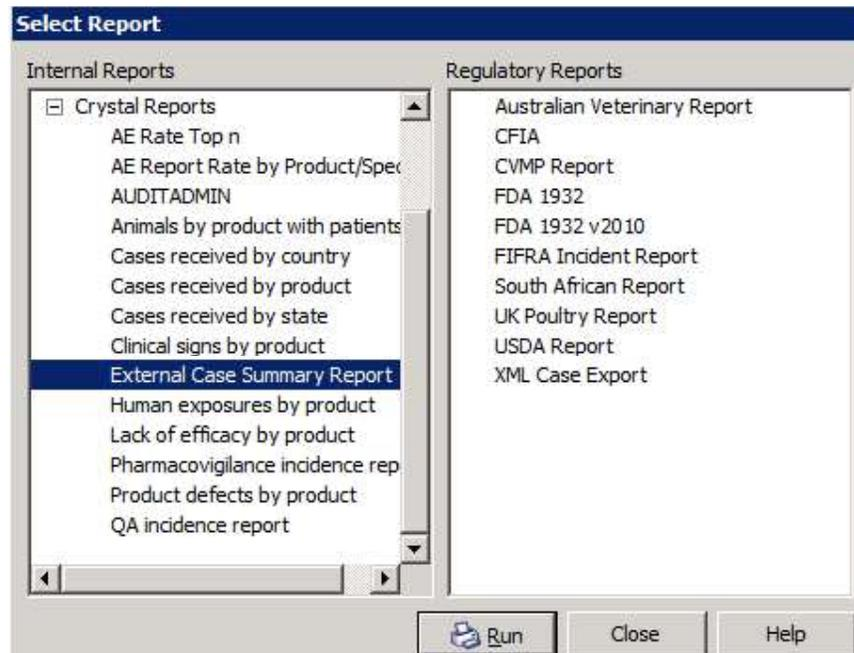 Select Report
Internal Reports
Crystal Reports
AE Rate Top n
AE Report Rate by Product/Spec
AUDITADMIN
Animals by product with patients
Cases received by country
Cases received by product
Cases received by state
Clinical signs by product
External Case Summary Report
Human exposures by product
Lack of efficacy by product
Pharmacovigilance incidence rep
Product defects by product
QA incidence report
Regulatory Reports
Australian Veterinary Report
CFIA
CVMP Report
FDA 1932
FDA 1932 v2010
FIFRA Incident Report
South African Report
UK Poultry Report
USDA Report
XML Case Export
Run
Close
Help